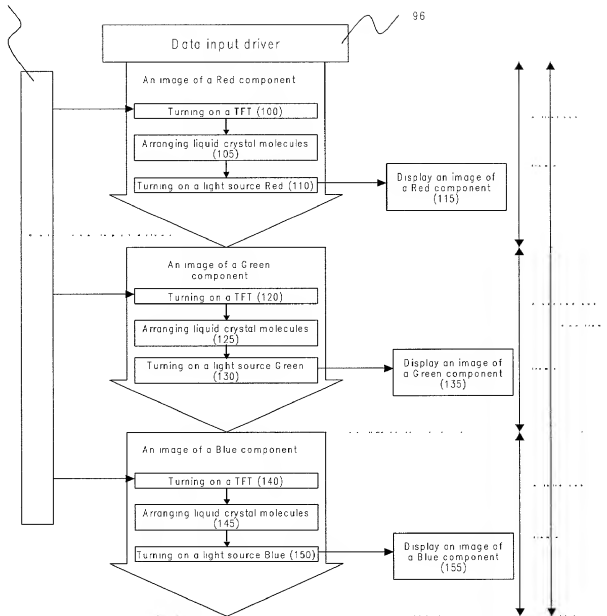 96
Data input driver
An image of a Red component
Turning on a TFT (100)
Arranging liquid crystal molecules
(105)
Turning on a light source Red (110)
Display an image of
a Red component
(115)
An image of a Green
component
Turning on a TFT (120)
Arranging liquid crystal molecules
(125)
Turning on a light source Green
(130)
Display an image of
a Green component
(135)
An image of a Blue component
Turning on a TFT (140)
Arranging liquid crystal molecules
(145)
Turning on a light source Blue (150)
Display an image of
a Blue component
(155)